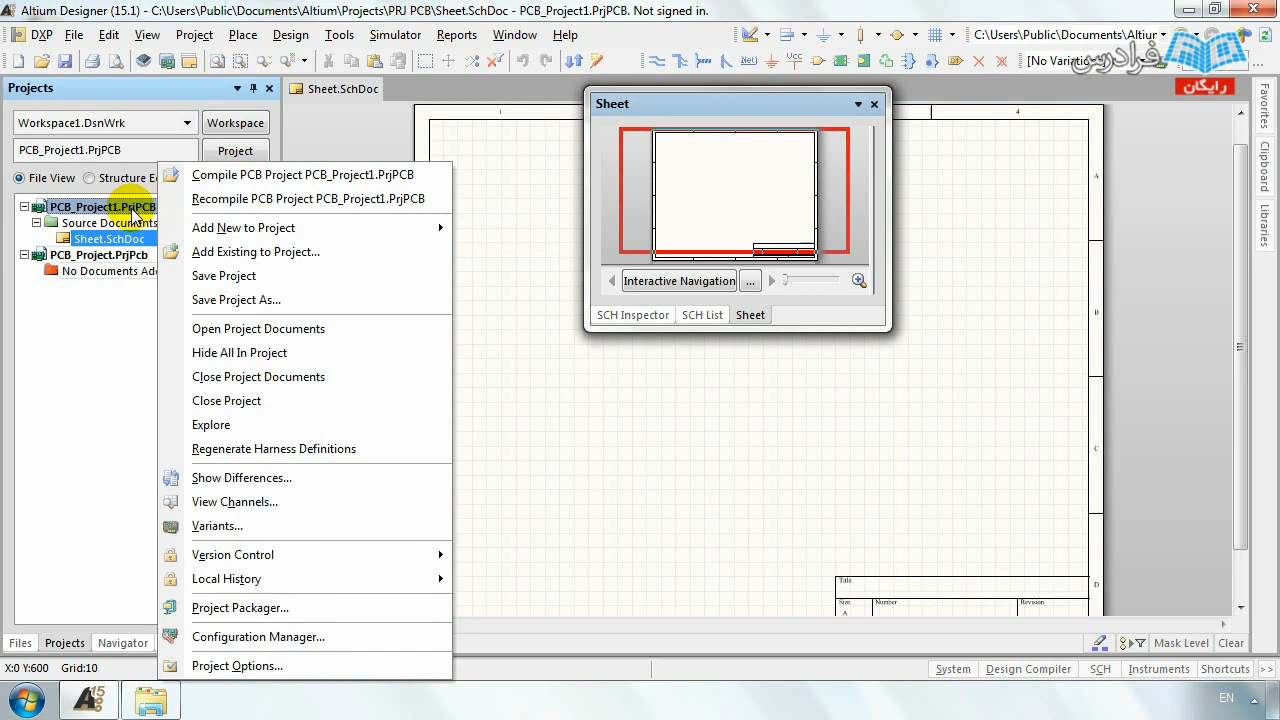 Altium Designer (15.1) - C:\Users\Public\Documents\Altium\Projects\PRJ PCB\Sheet.SchDoc - PCB_Project1.PrjPCB. Not signed in.
DXP File Edit View Project Place Design Tools Simulator Reports Window Help C:\Users\Public\Documents\Altiur
[No Variatio
فرادرس
رایگان
Projects
Sheet.SchDoc
Workspace1.DsnWrk Workspace
PCB_Project1.PrjPCB Project
File View Structure E
PCB_Project1.PrjPCB
Source Documents
Sheet.SchDoc
PCB_Project.PrjPcb
No Documents Ad
Compile PCB Project PCB_Project1.PrjPCB
Recompile PCB Project PCB_Project1.PrjPCB
Add New to Project
Add Existing to Project...
Save Project
Save Project As...
Open Project Documents
Hide All In Project
Close Project Documents
Close Project
Explore
Regenerate Harness Definitions
Show Differences...
View Channels...
Variants...
Version Control
Local History
Project Packager...
Configuration Manager...
Project Options...
Sheet
Interactive Navigation ...
SCH Inspector SCH List Sheet
1 4
A
B
C
D
Title
Size Number Revision
A
Favorites
Clipboard
Libraries
Files Projects Navigator
Mask Level Clear
X:0 Y:600 Grid:10
System Design Compiler SCH Instruments Shortcuts >>
EN